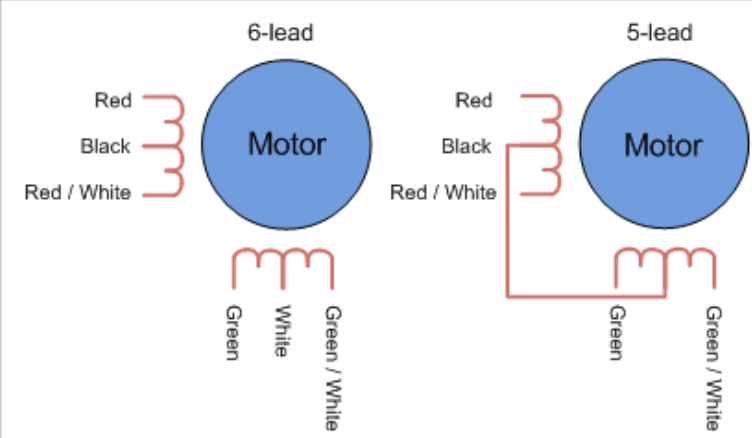 6-lead
Red
Black
Red / White
Motor
Green
White
Green / White
5-lead
Red
Black
Red / White
Motor
Green
Green / White